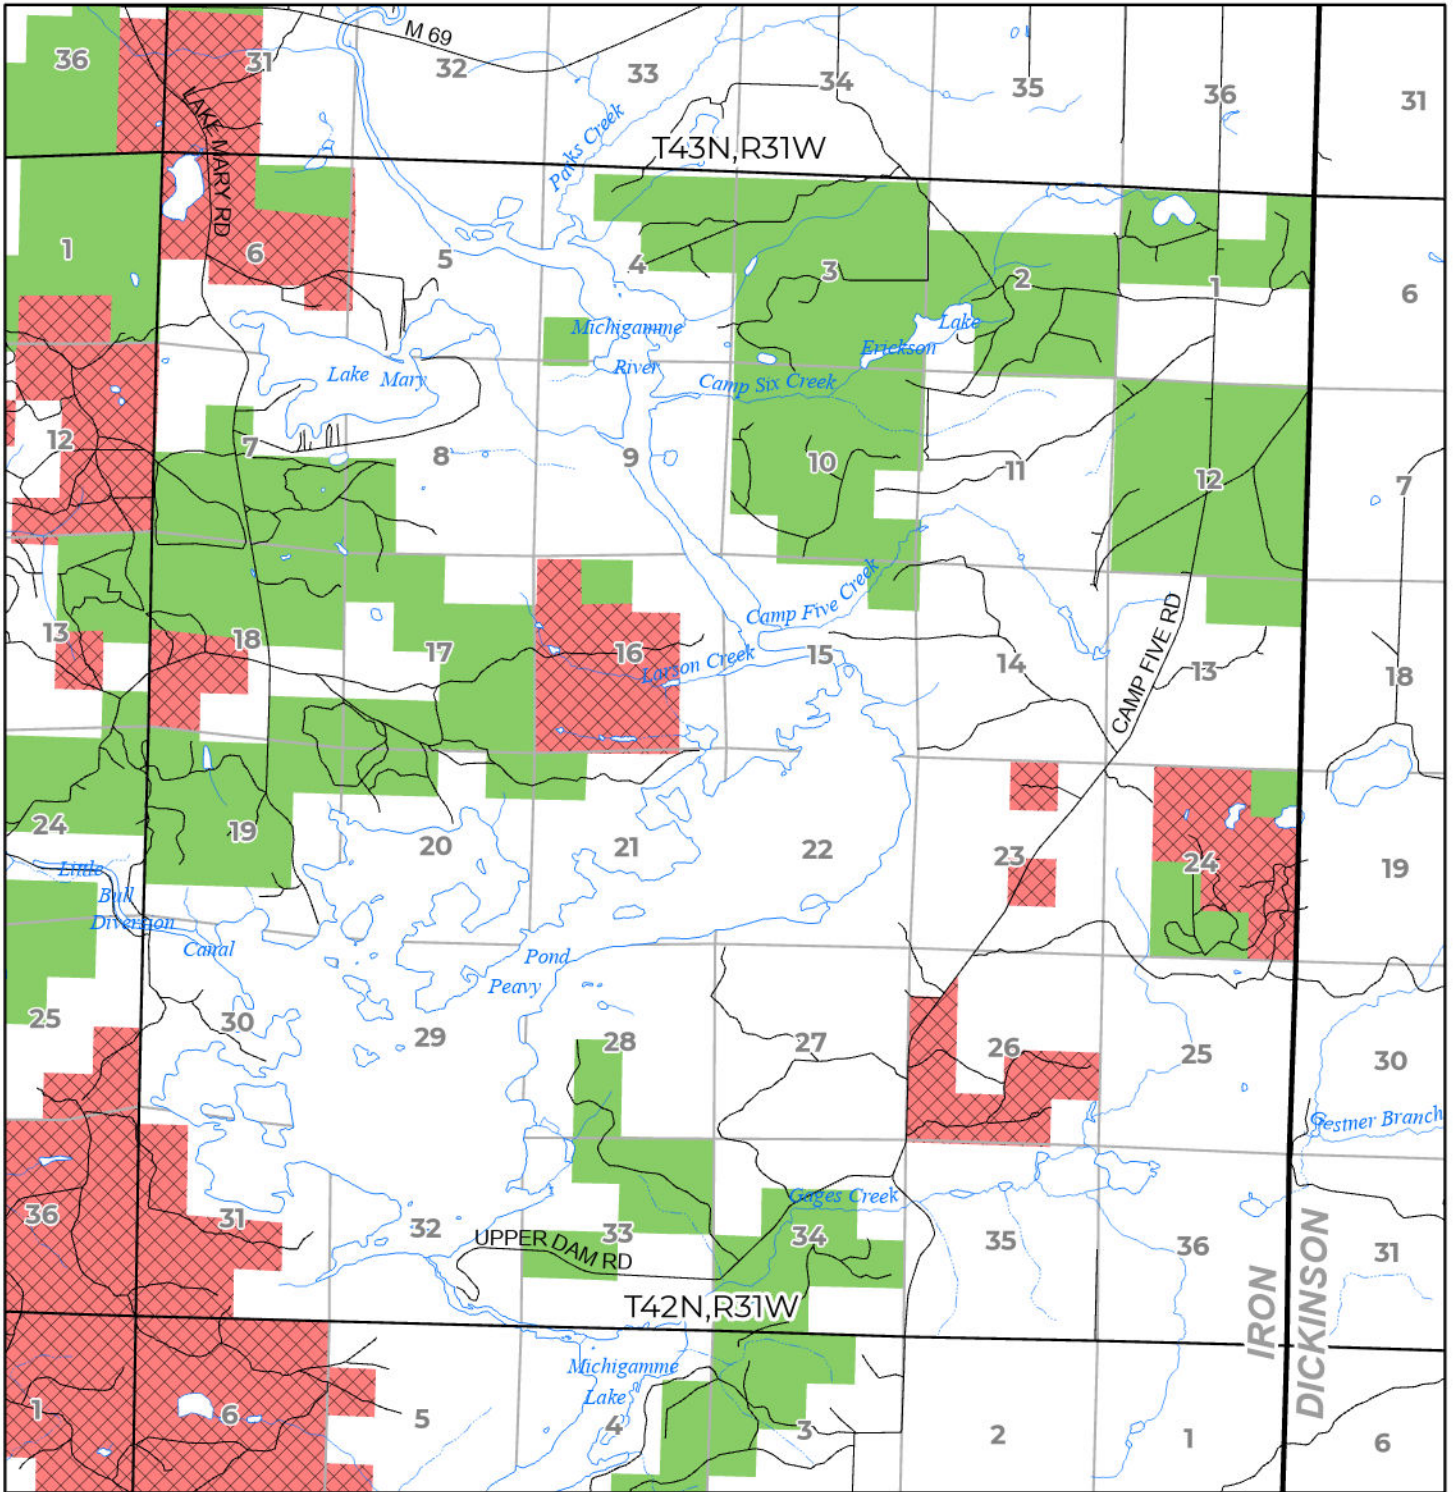 M 69
36
31
32
33
34
35
36
31
LAKE MARY RD
Parks Creek
T43N,R31W
1
6
5
4
3
2
1
6
Michigamme
River
Lake
Erickson
Lake Mary
Camp Six Creek
12
7
8
9
10
11
12
7
Camp Five Creek
CAMP FIVE RD
13
18
17
16
Larson Creek
15
14
13
18
24
19
20
21
22
23
24
19
Little
Bull
Diversion
Canal
Pond
Peavy
25
30
29
28
27
26
25
30
Gestner Branch
36
31
32
33
34
35
36
31
Gages Creek
UPPER DAM RD
T42N,R31W
IRON
DICKINSON
Michigamme
Lake
1
6
5
4
3
2
1
6